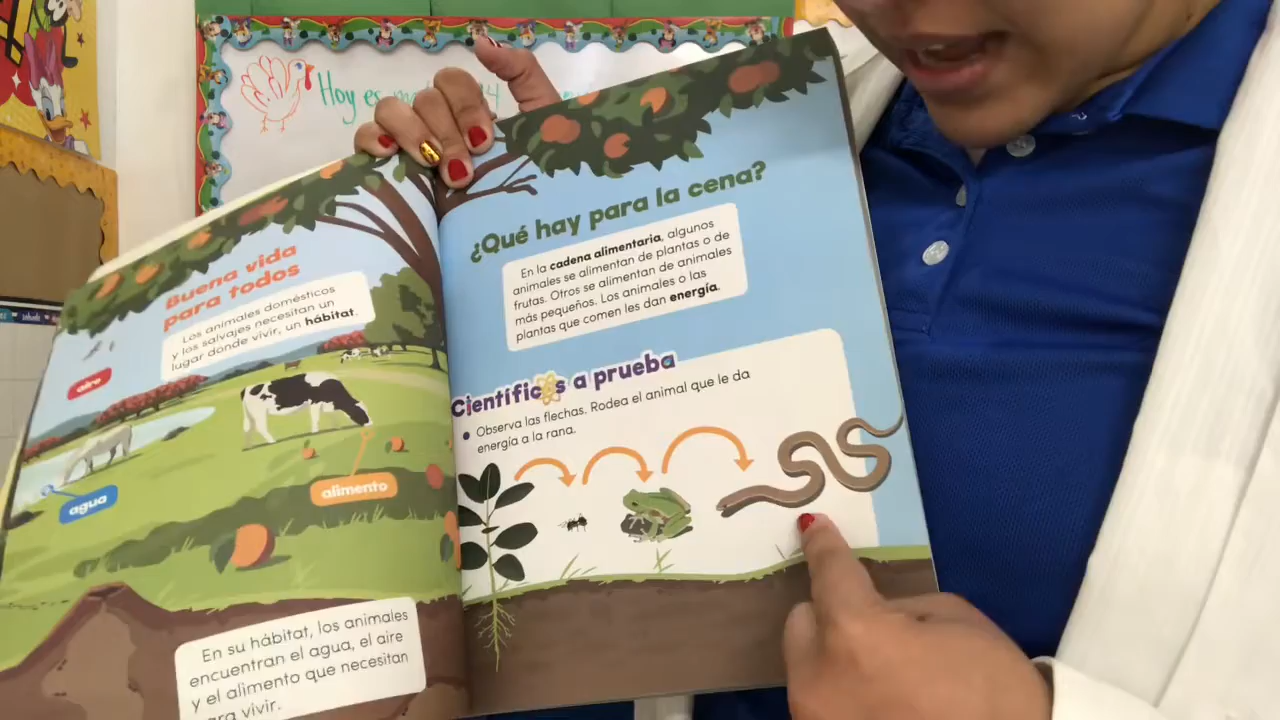 Hoy es
Buena vida
para todos
Los animales domésticos
y los salvajes necesitan un
lugar donde vivir, un hábitat.
aire
agua
alimento
En su hábitat, los animales
encuentran el agua, el aire
y el alimento que necesitan
para vivir.
¿Qué hay para la cena?
En la cadena alimentaria, algunos
animales se alimentan de plantas o de
frutas. Otros se alimentan de animales
más pequeños. Los animales o las
plantas que comen les dan energía.
Científicos a prueba
• Observa las flechas. Rodea el animal que le da
energía a la rana.